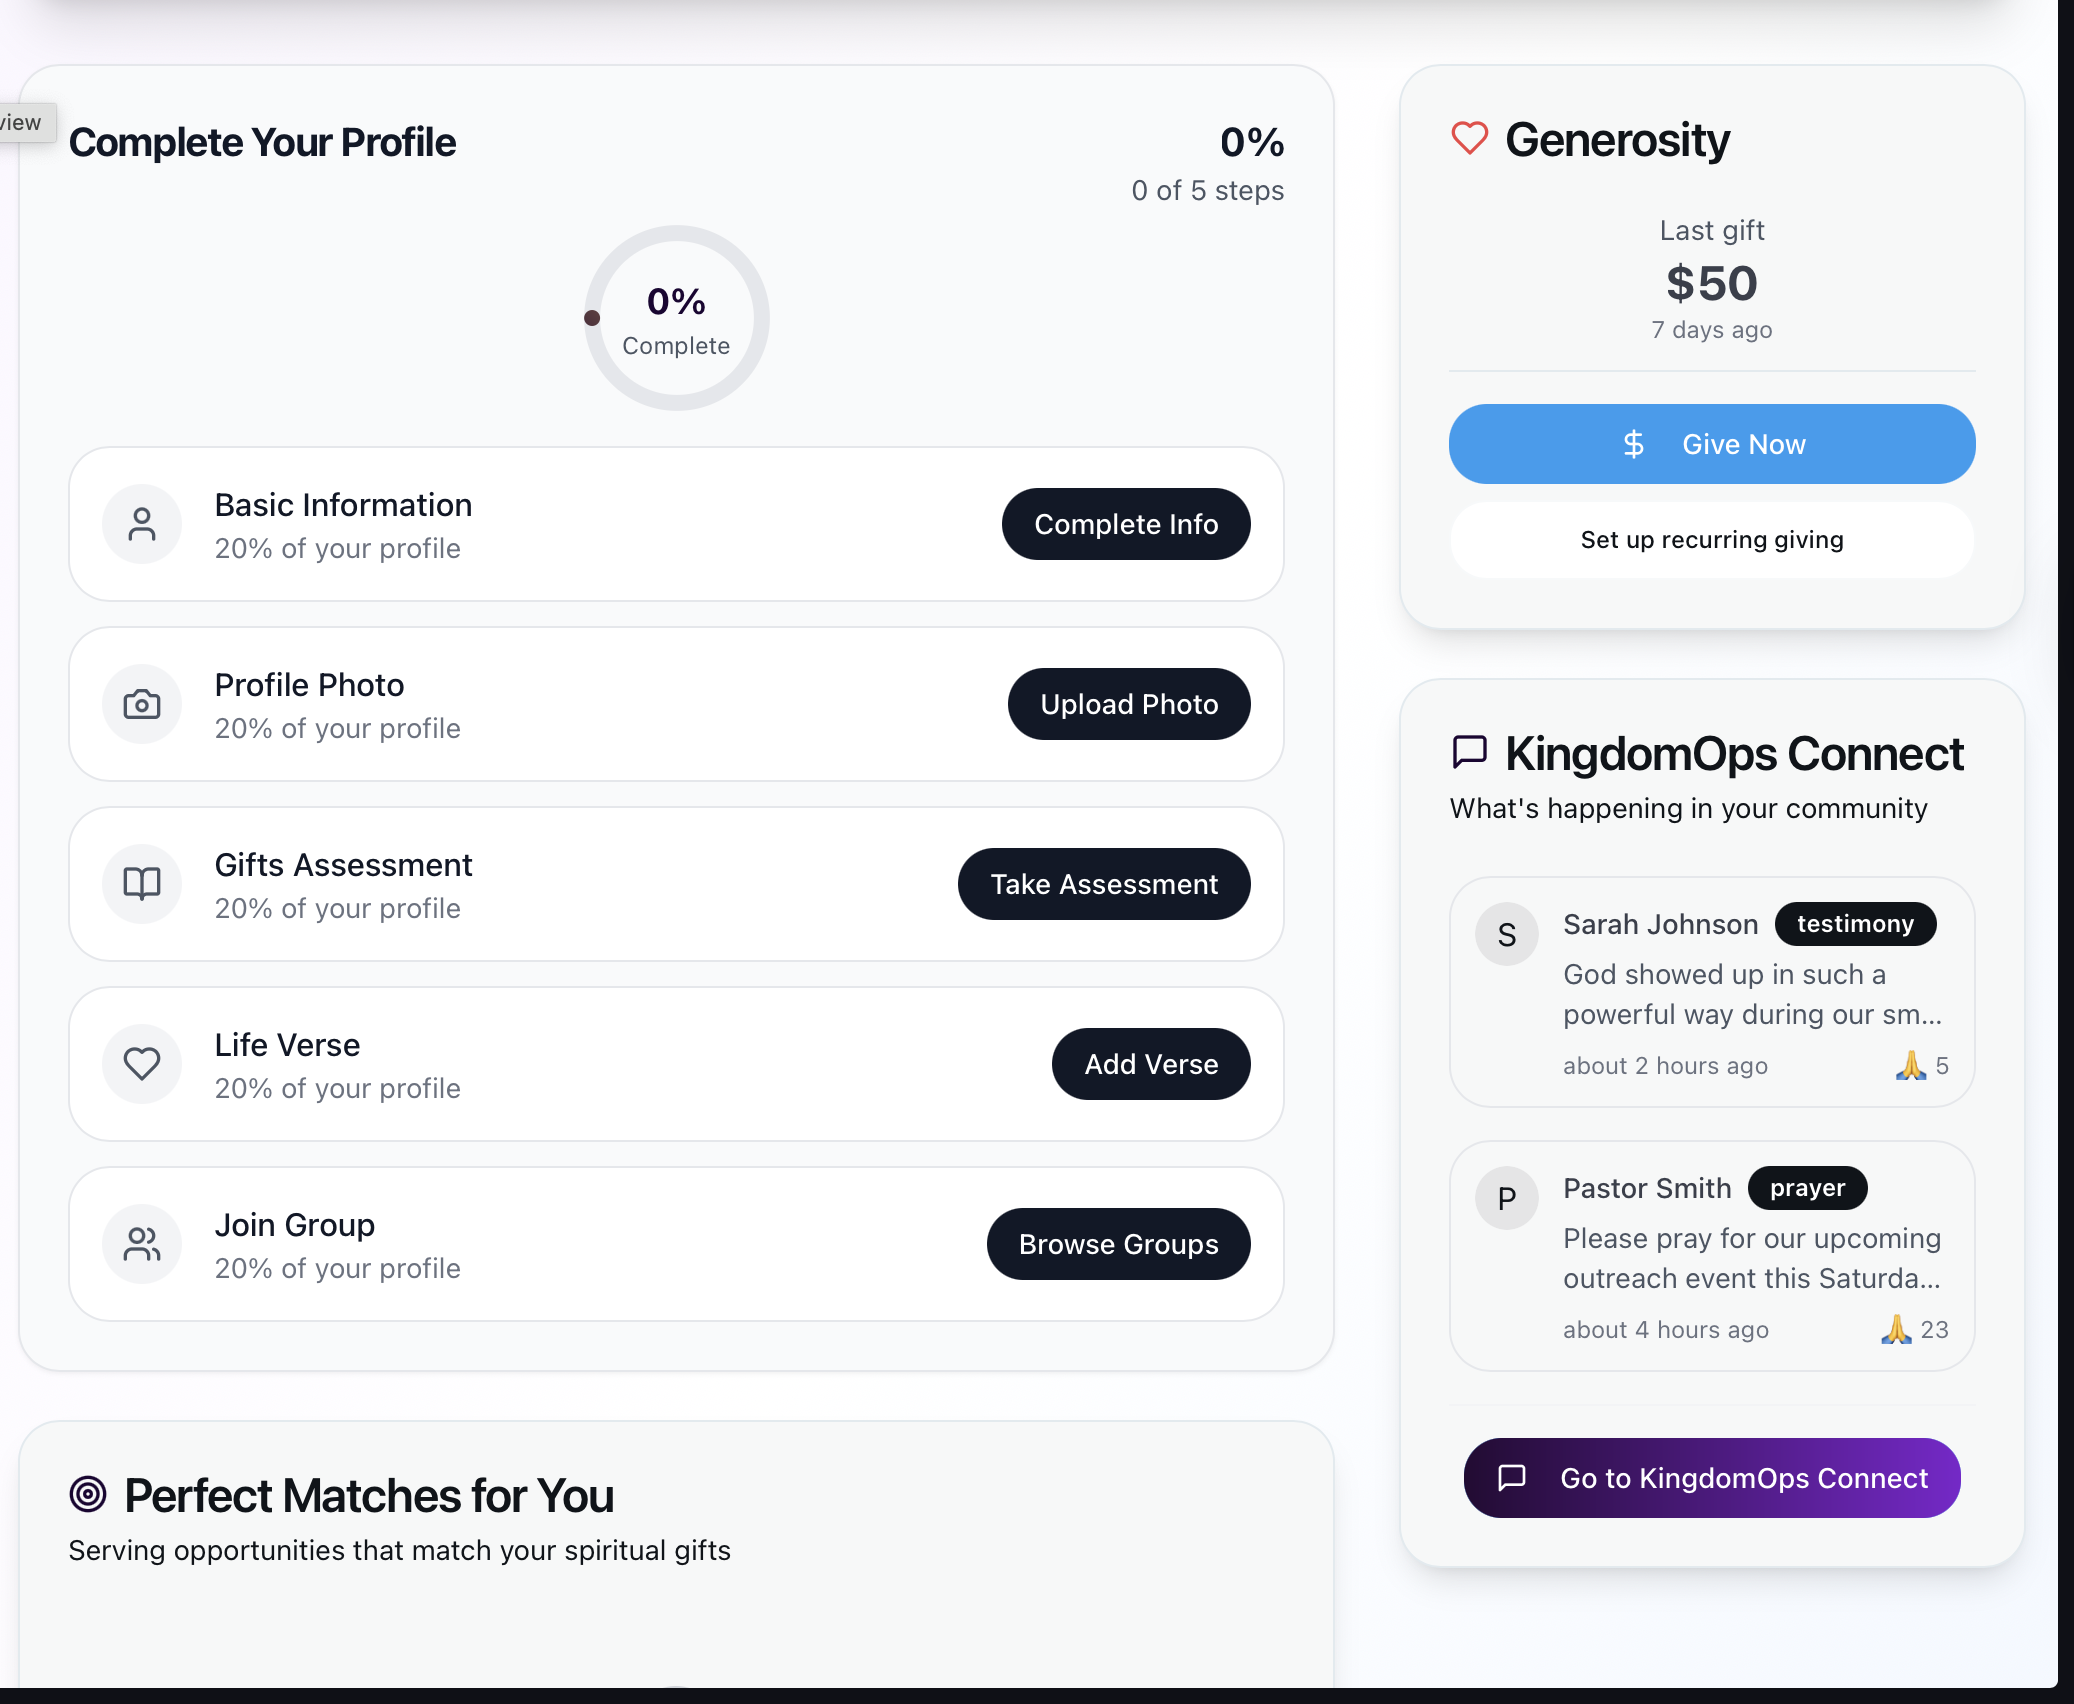 view
Complete Your Profile
0%
0 of 5 steps
0%
Complete
Basic Information
20% of your profile
Complete Info
Profile Photo
20% of your profile
Upload Photo
Gifts Assessment
20% of your profile
Take Assessment
Life Verse
20% of your profile
Add Verse
Join Group
20% of your profile
Browse Groups
Perfect Matches for You
Serving opportunities that match your spiritual gifts
Generosity
Last gift
$50
7 days ago
$ Give Now
Set up recurring giving
KingdomOps Connect
What's happening in your community
S
Sarah Johnson testimony
God showed up in such a
powerful way during our sm...
about 2 hours ago 🙏 5
P
Pastor Smith prayer
Please pray for our upcoming
outreach event this Saturda...
about 4 hours ago 🙏 23
Go to KingdomOps Connect